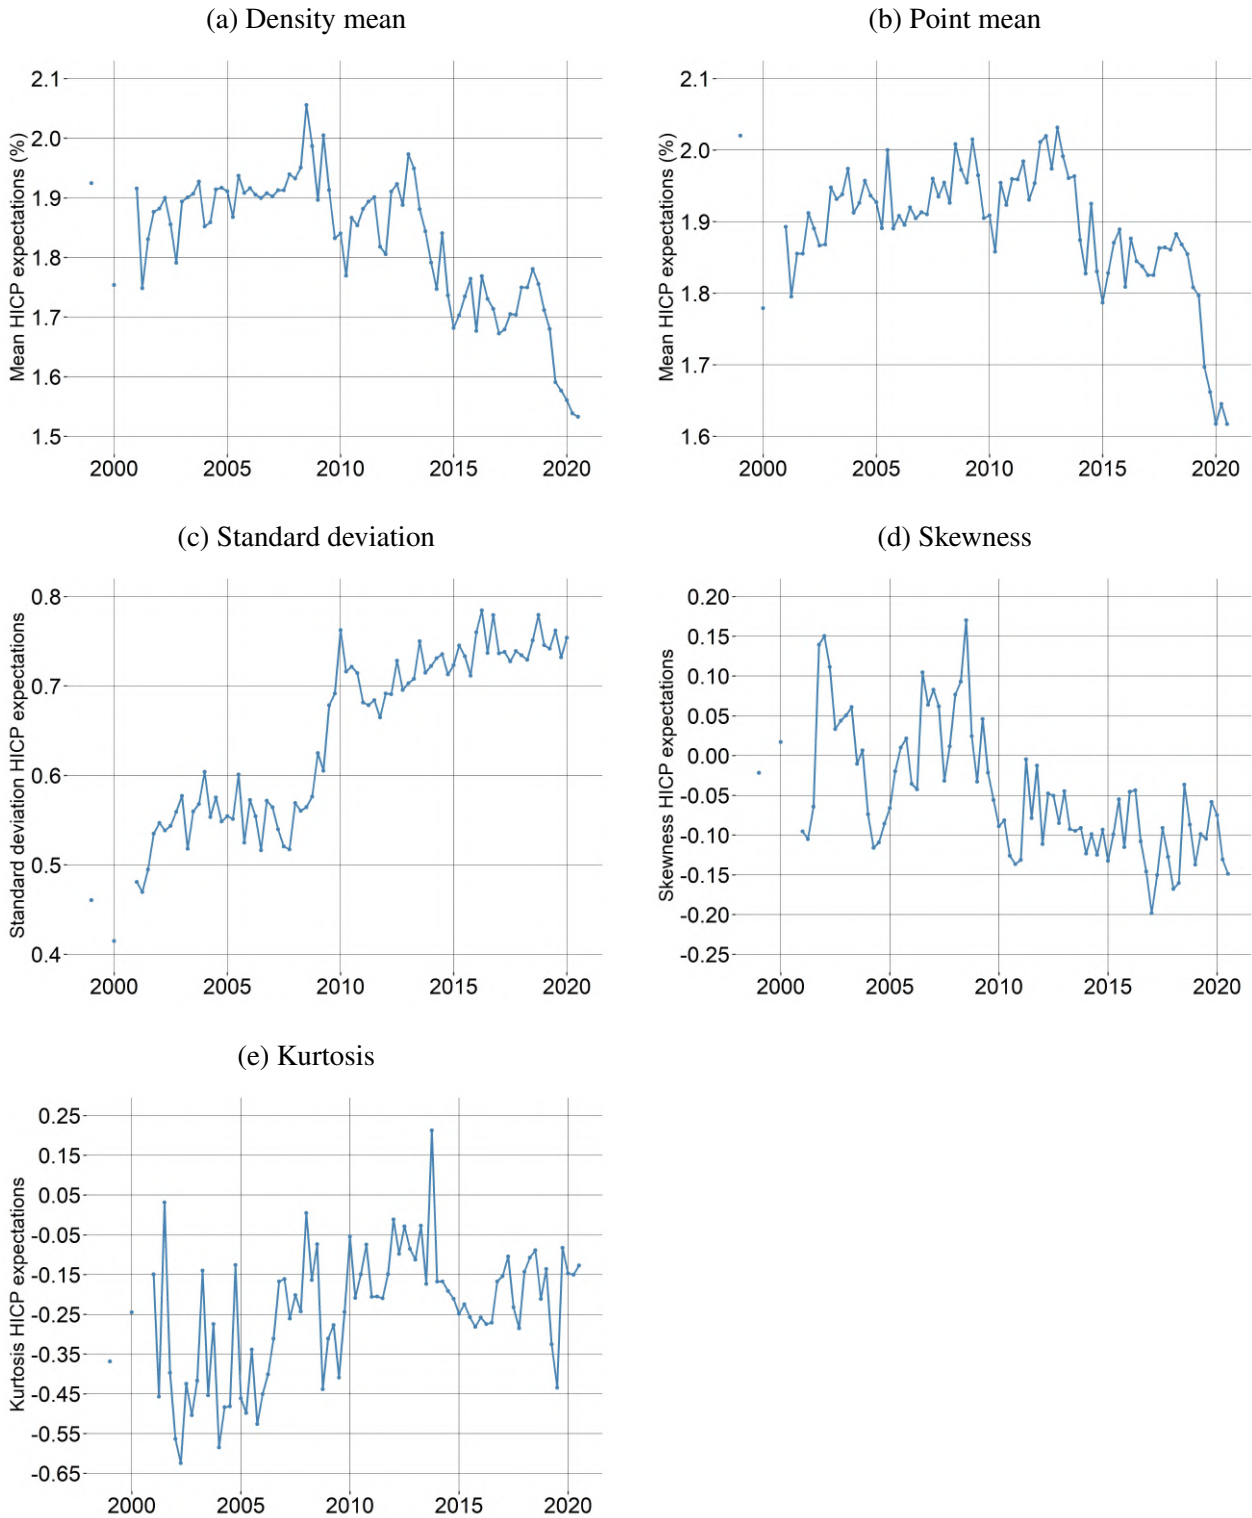 (a) Density mean
Mean HICP expectations (%)
2.1
2.0
1.9
1.8
1.7
1.6
1.5
2000 2005 2010 2015 2020
(b) Point mean
Mean HICP expectations (%)
2.1
2.0
1.9
1.8
1.7
1.6
2000 2005 2010 2015 2020
(c) Standard deviation
Standard deviation HICP expectations
0.8
0.7
0.6
0.5
0.4
2000 2005 2010 2015 2020
(d) Skewness
Skewness HICP expectations
0.20
0.15
0.10
0.05
0.00
-0.05
-0.10
-0.15
-0.20
-0.25
2000 2005 2010 2015 2020
(e) Kurtosis
Kurtosis HICP expectations
0.25
0.15
0.05
-0.05
-0.15
-0.25
-0.35
-0.45
-0.55
-0.65
2000 2005 2010 2015 2020